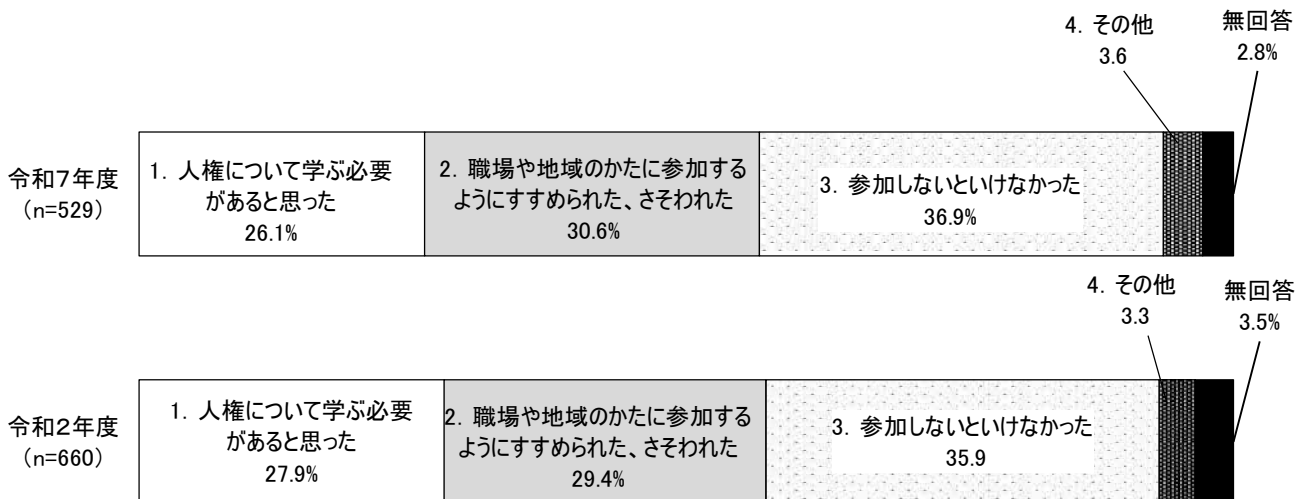 4．その他
3.6
無回答
2.8%
令和７年度
（n=529）
1．人権について学ぶ必要
があると思った
26.1%
2．職場や地域のかたに参加する
ようにすすめられた、さそわれた
30.6%
3．参加しないといけなかった
36.9%
4．その他
3.3
無回答
3.5%
令和２年度
（n=660）
1．人権について学ぶ必要
があると思った
27.9%
2．職場や地域のかたに参加する
ようにすすめられた、さそわれた
29.4%
3．参加しないといけなかった
35.9